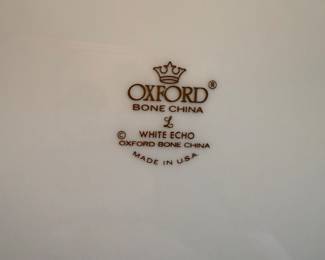 OXFORD®
BONE CHINA
L
© WHITE ECHO
OXFORD BONE CHINA
MADE IN U.S.A.